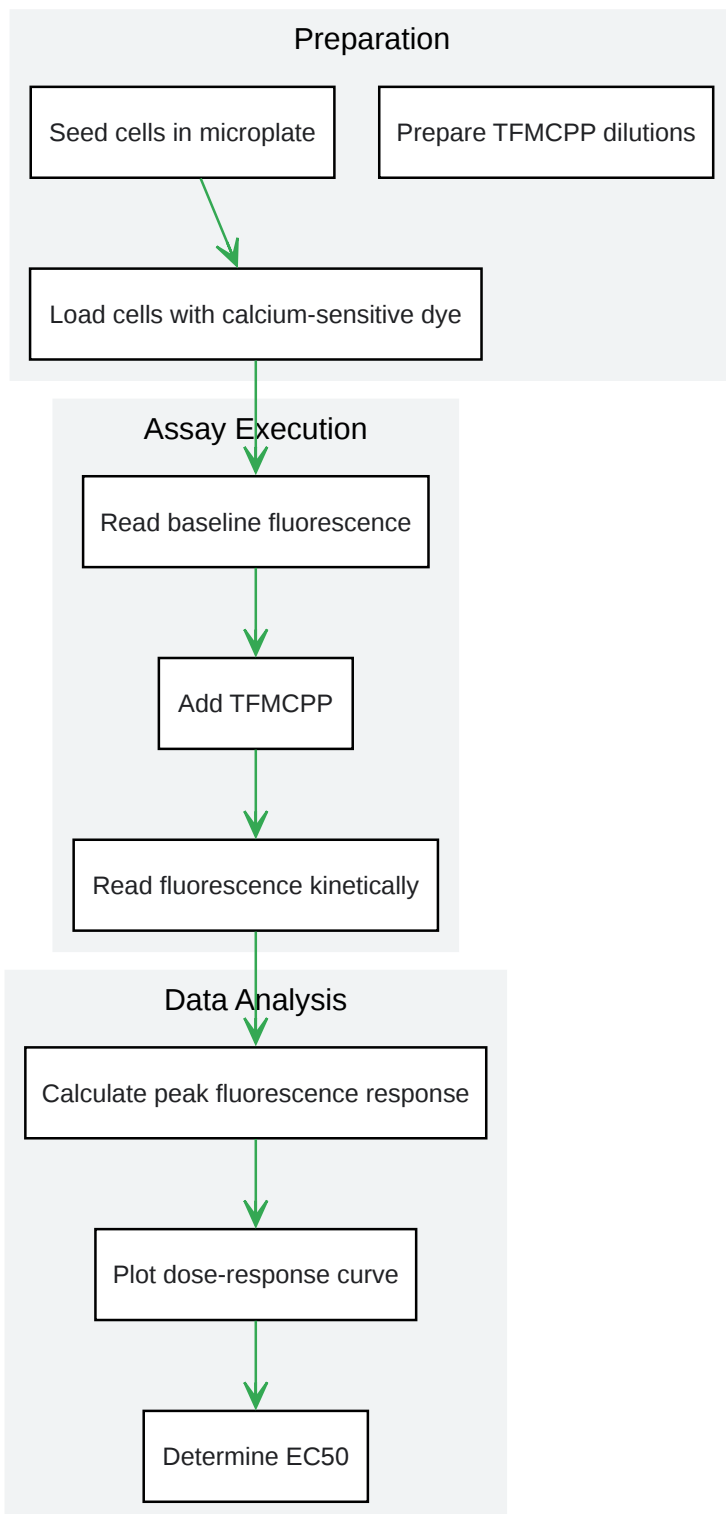 Preparation
Seed cells in microplate
Prepare TFMCPP dilutions
Load cells with calcium-sensitive dye
Assay Execution
Read baseline fluorescence
Add TFMCPP
Read fluorescence kinetically
Data Analysis
Calculate peak fluorescence response
Plot dose-response curve
Determine EC50